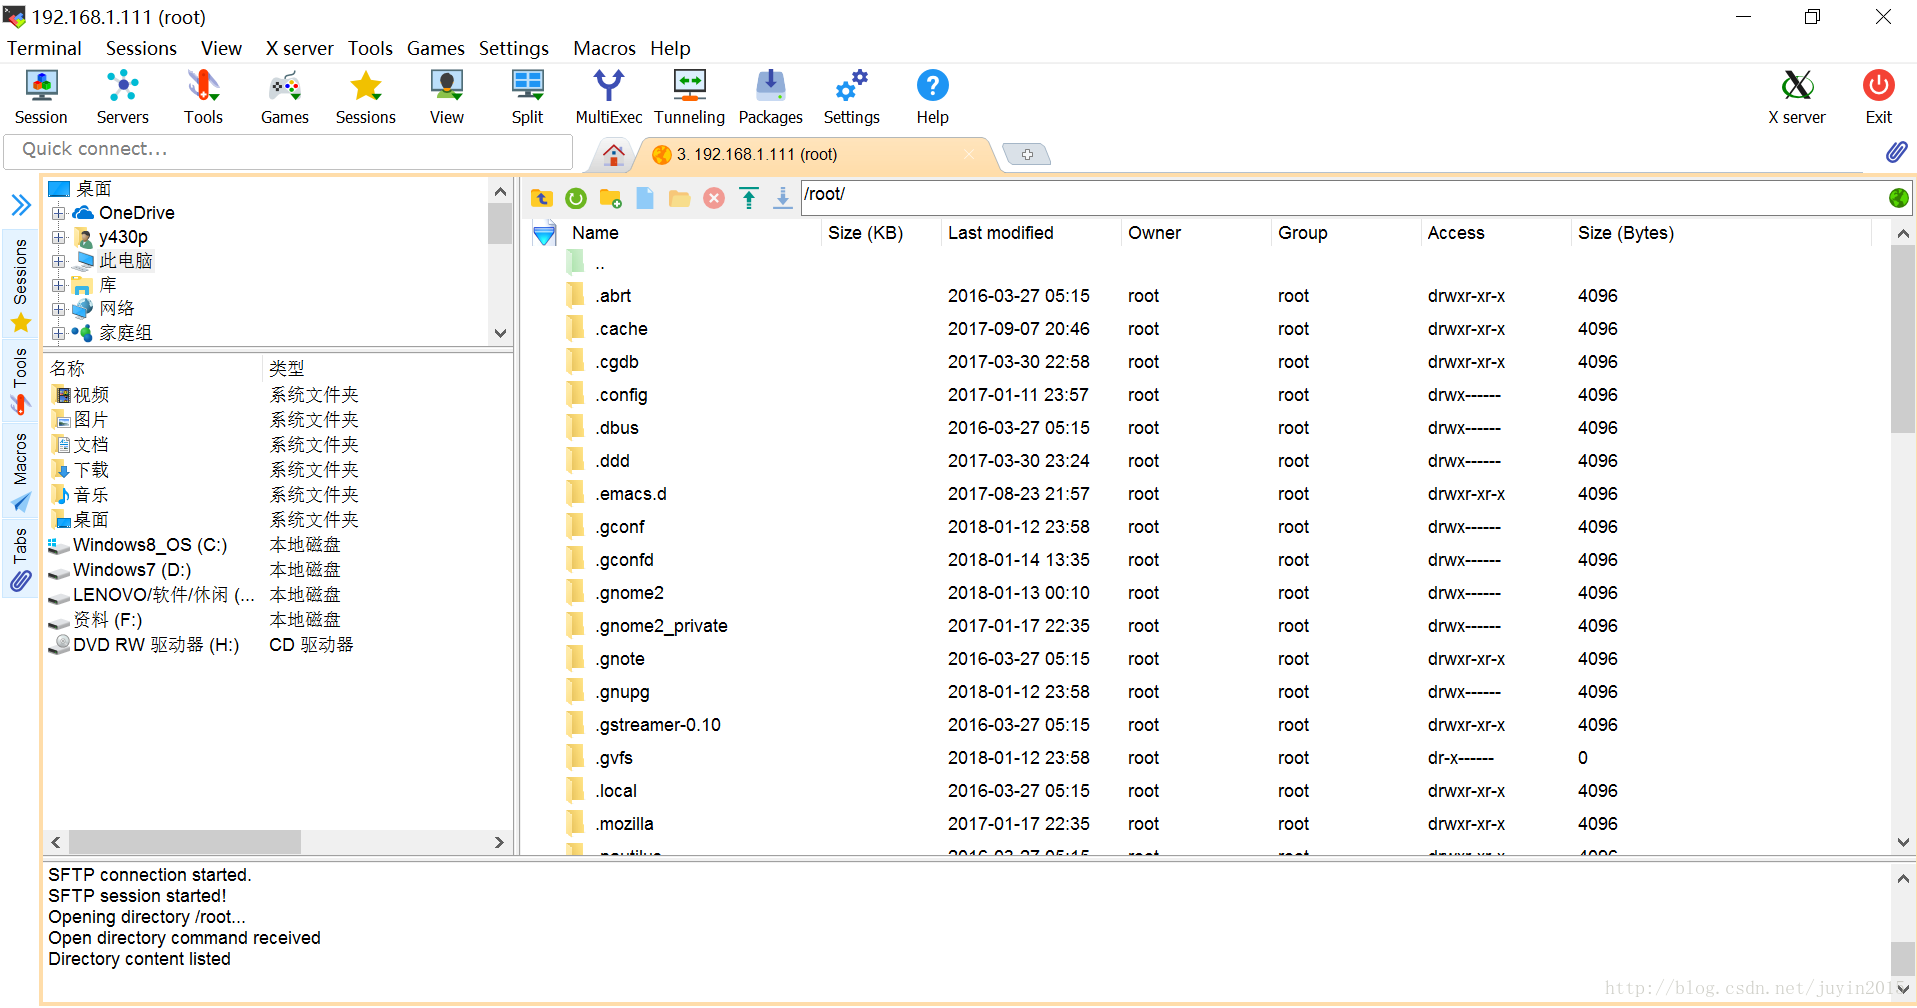 192.168.1.111 (root)
Terminal Sessions View X server Tools Games Settings Macros Help
Session Servers Tools Games Sessions View Split MultiExec Tunneling Packages Settings Help X server Exit
Quick connect...
3. 192.168.1.111 (root)
Sessions
Tools
Macros
Tabs
桌面
OneDrive
y430p
此电脑
库
网络
家庭组
名称 类型
视频 系统文件夹
图片 系统文件夹
文档 系统文件夹
下载 系统文件夹
音乐 系统文件夹
桌面 系统文件夹
Windows8_OS (C:) 本地磁盘
Windows7 (D:) 本地磁盘
LENOVO/软件/休闲 (... 本地磁盘
资料 (F:) 本地磁盘
DVD RW 驱动器 (H:) CD 驱动器
/root/
Name Size (KB) Last modified Owner Group Access Size (Bytes)
..
.abrt 2016-03-27 05:15 root root drwxr-xr-x 4096
.cache 2017-09-07 20:46 root root drwxr-xr-x 4096
.cgdb 2017-03-30 22:58 root root drwxr-xr-x 4096
.config 2017-01-11 23:57 root root drwx------ 4096
.dbus 2016-03-27 05:15 root root drwx------ 4096
.ddd 2017-03-30 23:24 root root drwx------ 4096
.emacs.d 2017-08-23 21:57 root root drwxr-xr-x 4096
.gconf 2018-01-12 23:58 root root drwx------ 4096
.gconfd 2018-01-14 13:35 root root drwx------ 4096
.gnome2 2018-01-13 00:10 root root drwx------ 4096
.gnome2_private 2017-01-17 22:35 root root drwx------ 4096
.gnote 2016-03-27 05:15 root root drwxr-xr-x 4096
.gnupg 2018-01-12 23:58 root root drwx------ 4096
.gstreamer-0.10 2016-03-27 05:15 root root drwxr-xr-x 4096
.gvfs 2018-01-12 23:58 root root dr-x------ 0
.local 2016-03-27 05:15 root root drwxr-xr-x 4096
.mozilla 2017-01-17 22:35 root root drwxr-xr-x 4096
.nautilus 2016-03-27 05:15 root root drwxr-xr-x 4096
SFTP connection started.
SFTP session started!
Opening directory /root...
Open directory command received
Directory content listed
http://blog.csdn.net/juyin2015